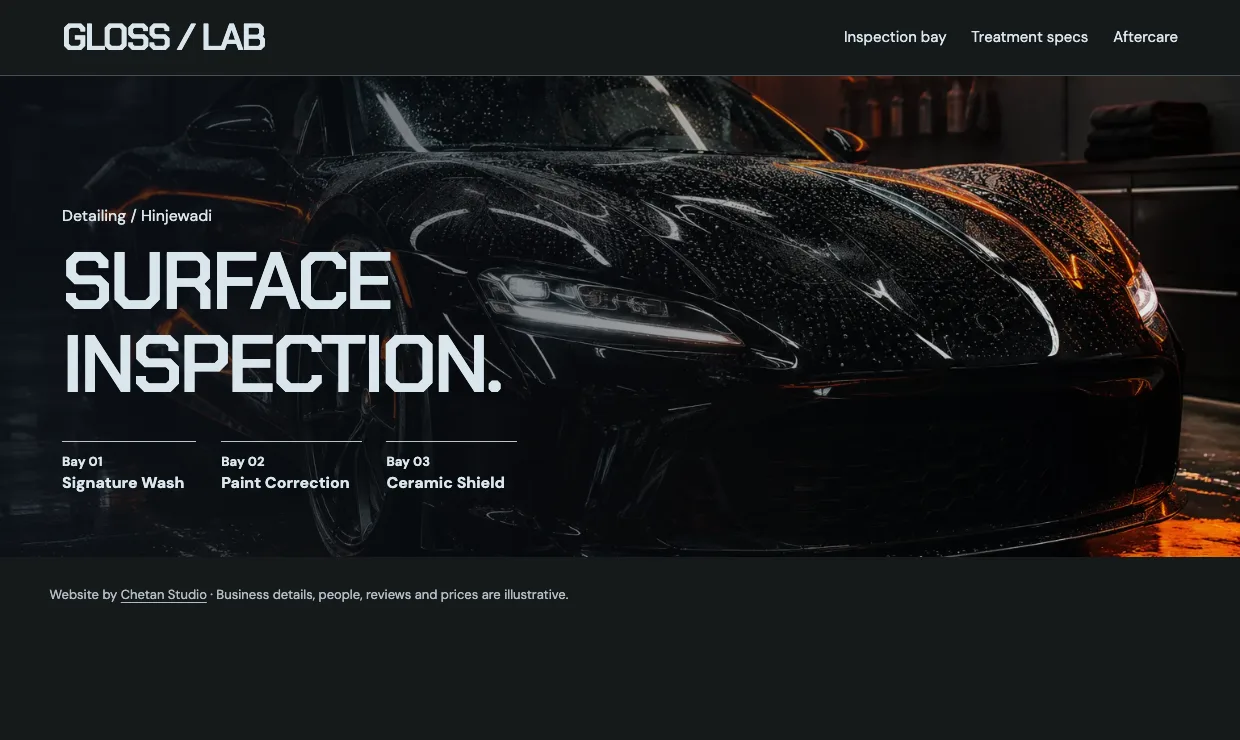 GLOSS / LAB
Inspection bay
Treatment specs
Aftercare
Detailing / Hinjewadi
SURFACE
INSPECTION.
Bay 01
Signature Wash
Bay 02
Paint Correction
Bay 03
Ceramic Shield
Website by Chetan Studio · Business details, people, reviews and prices are illustrative.